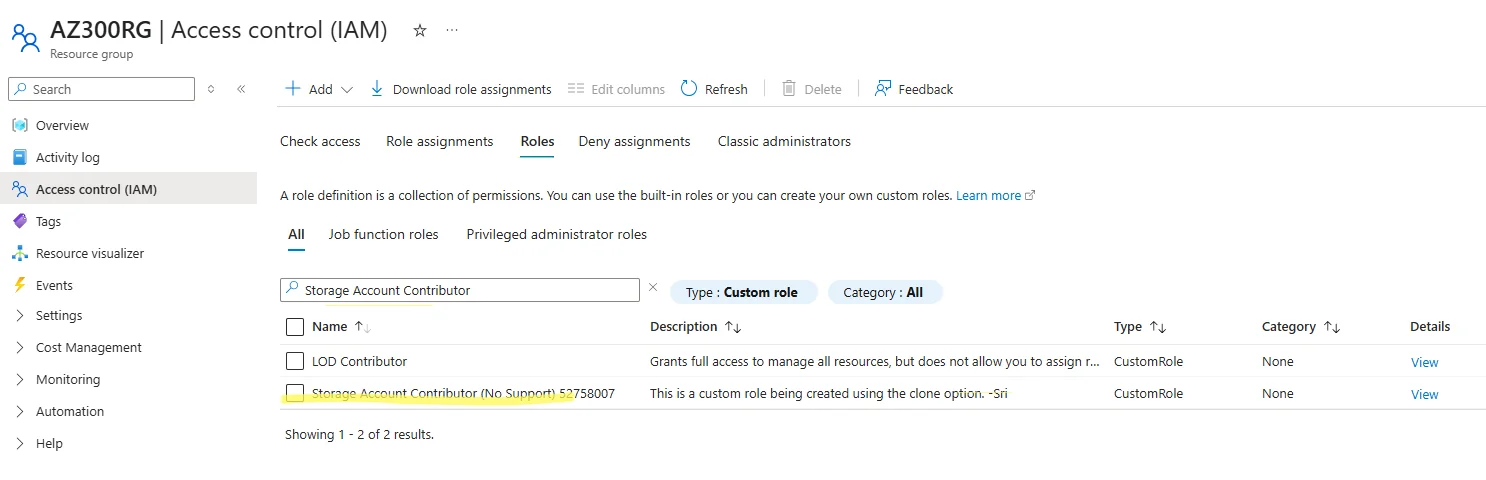 AZ300RG | Access control (IAM) ☆ ...
Resource group
Search
Overview
Activity log
Access control (IAM)
Tags
Resource visualizer
Events
Settings
Cost Management
Monitoring
Automation
Help
Add Download role assignments Edit columns Refresh Delete Feedback
Check access Role assignments Roles Deny assignments Classic administrators
A role definition is a collection of permissions. You can use the built-in roles or you can create your own custom roles. Learn more
All Job function roles Privileged administrator roles
Storage Account Contributor Type : Custom role Category : All
Name Description Type Category Details
LOD Contributor Grants full access to manage all resources, but does not allow you to assign r... CustomRole None View
Storage Account Contributor (No Support) 52758007 This is a custom role being created using the clone option. -Sri CustomRole None View
Showing 1 - 2 of 2 results.